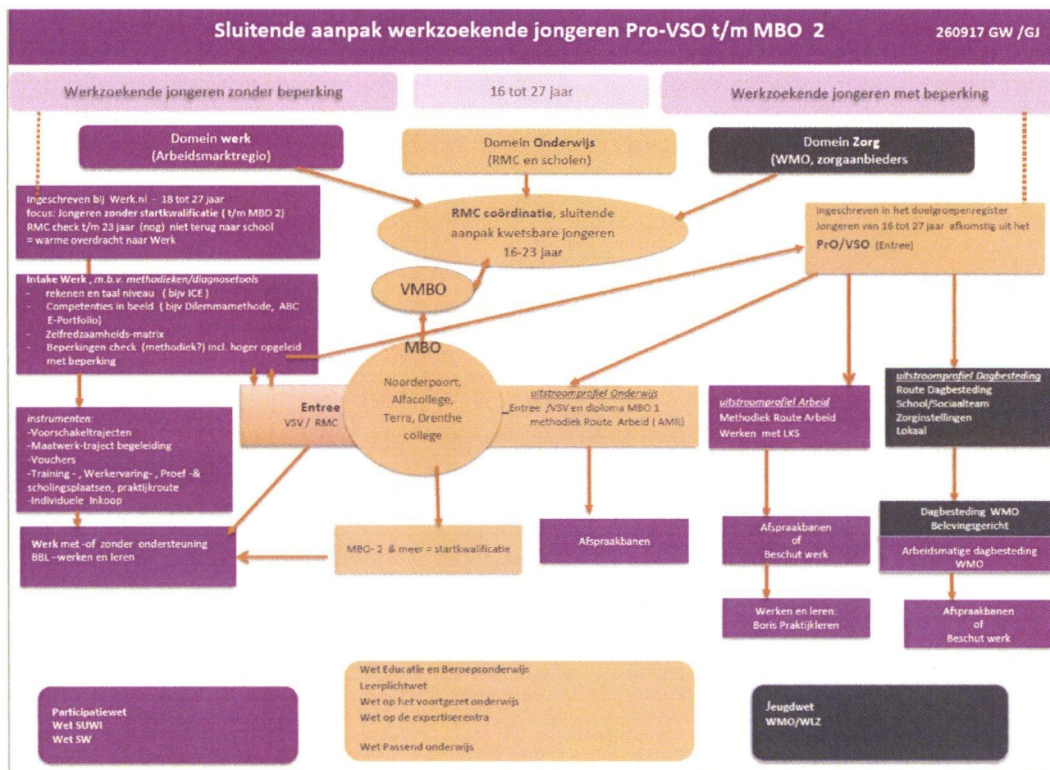 Sluitende aanpak werkzoekende jongeren Pro-VSO t/m MBO 2
260917 GW /GJ
Werkzoekende jongeren zonder beperking
16 tot 27 jaar
Werkzoekende jongeren met beperking
Domein werk
(Arbeidsmarktregio)
Domein Onderwijs
(RMC en scholen)
Domein Zorg
(WMO, zorgaanbieders
Ingeschreven bij Werk.nl - 18 tot 27 jaar
focus: Jongeren zonder startkwalificatie ( t/m MBO 2)
RMC check t/m 23 jaar (nog) niet terug naar school
= warme overdracht naar Werk
RMC coördinatie, sluitende
aanpak kwetsbare jongeren
16-23 jaar
Ingeschreven in het doelgroepenregister
Jongeren van 16 tot 27 jaar afkomstig uit het
PrO/VSO (Entree)
Intake Werk , m.b.v. methodieken/diagnosetools
- rekenen en taal niveau ( bijv ICE )
- Competenties in beeld ( bijv Dilemmamethode, ABC
E-Portfolio)
- Zelfredzaamheids-matrix
- Beperkingen check (methodiek?) incl. hoger opgeleid
met beperking
VMBO
MBO
Noorderpoort,
Alfacollege,
Terra, Drenthe
college
Entree
VSV / RMC
uitstroomprofiel Onderwijs
Entree /VSV en diploma MBO 1
methodiek Route Arbeid ( AMR)
uitstroomprofiel Arbeid
Methodiek Route Arbeid
Werken met LKS
uitstroomprofiel Dagbesteding
Route Dagbesteding
School/Sociaalteam
Zorginstellingen
Lokaal
instrumenten:
-Voorschakeltrajecten
-Maatwerk-traject begeleiding
-Vouchers
-Training - , Werkervaring- , Proef -&
scholingsplaatsen, praktijkroute
-Individuele Inkoop
Werk met -of zonder ondersteuning
BBL –werken en leren
MBO- 2 & meer = startkwalificatie
Afspraakbanen
Afspraakbanen
of
Beschut werk
Dagbesteding WMO
Belevingsgericht
Arbeidsmatige dagbesteding
WMO
Werken en leren:
Boris Praktijkleren
Afspraakbanen
of
Beschut werk
Participatiewet
Wet SUWI
Wet SW
Wet Educatie en Beroepsonderwijs
Leerplichtwet
Wet op het voortgezet onderwijs
Wet op de expertisecentra
Wet Passend onderwijs
Jeugdwet
WMO/WLZ